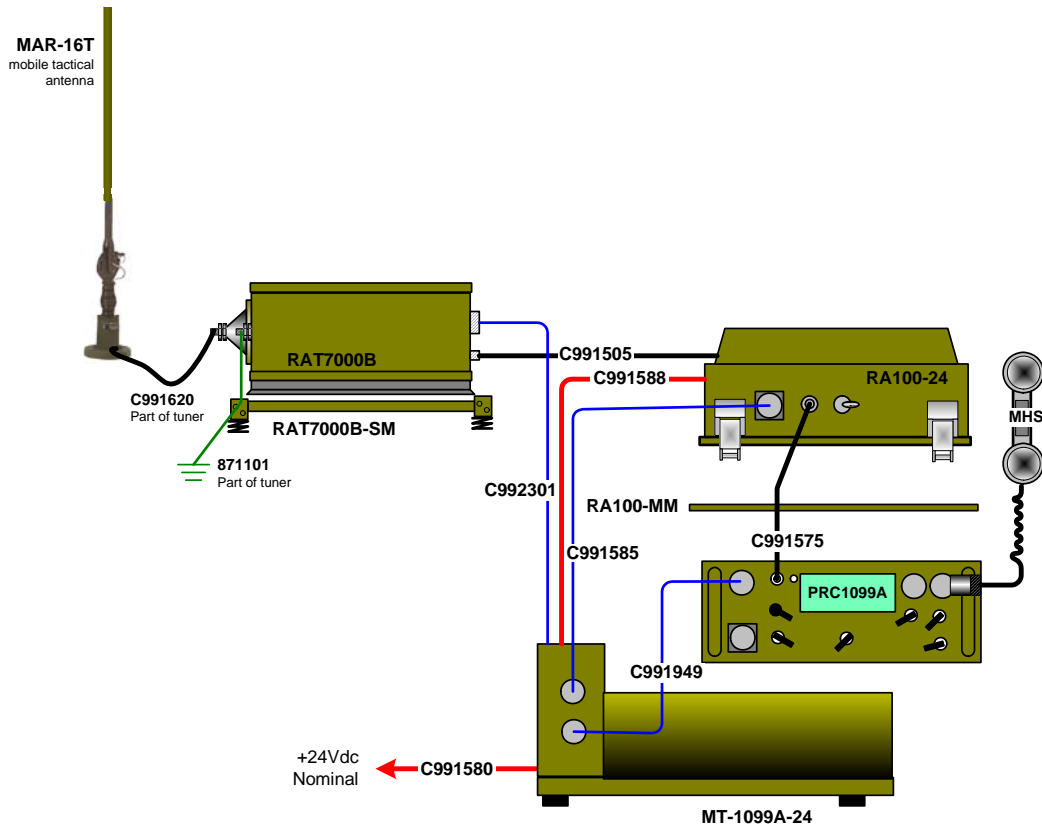 MAR-16T
mobile tactical
antenna
RAT7000B
C991505
C991588
RA100-24
MHS
C991620
Part of tuner
RAT7000B-SM
871101
Part of tuner
C992301
RA100-MM
C991585
C991575
PRC1099A
C991949
+24Vdc
Nominal
C991580
MT-1099A-24